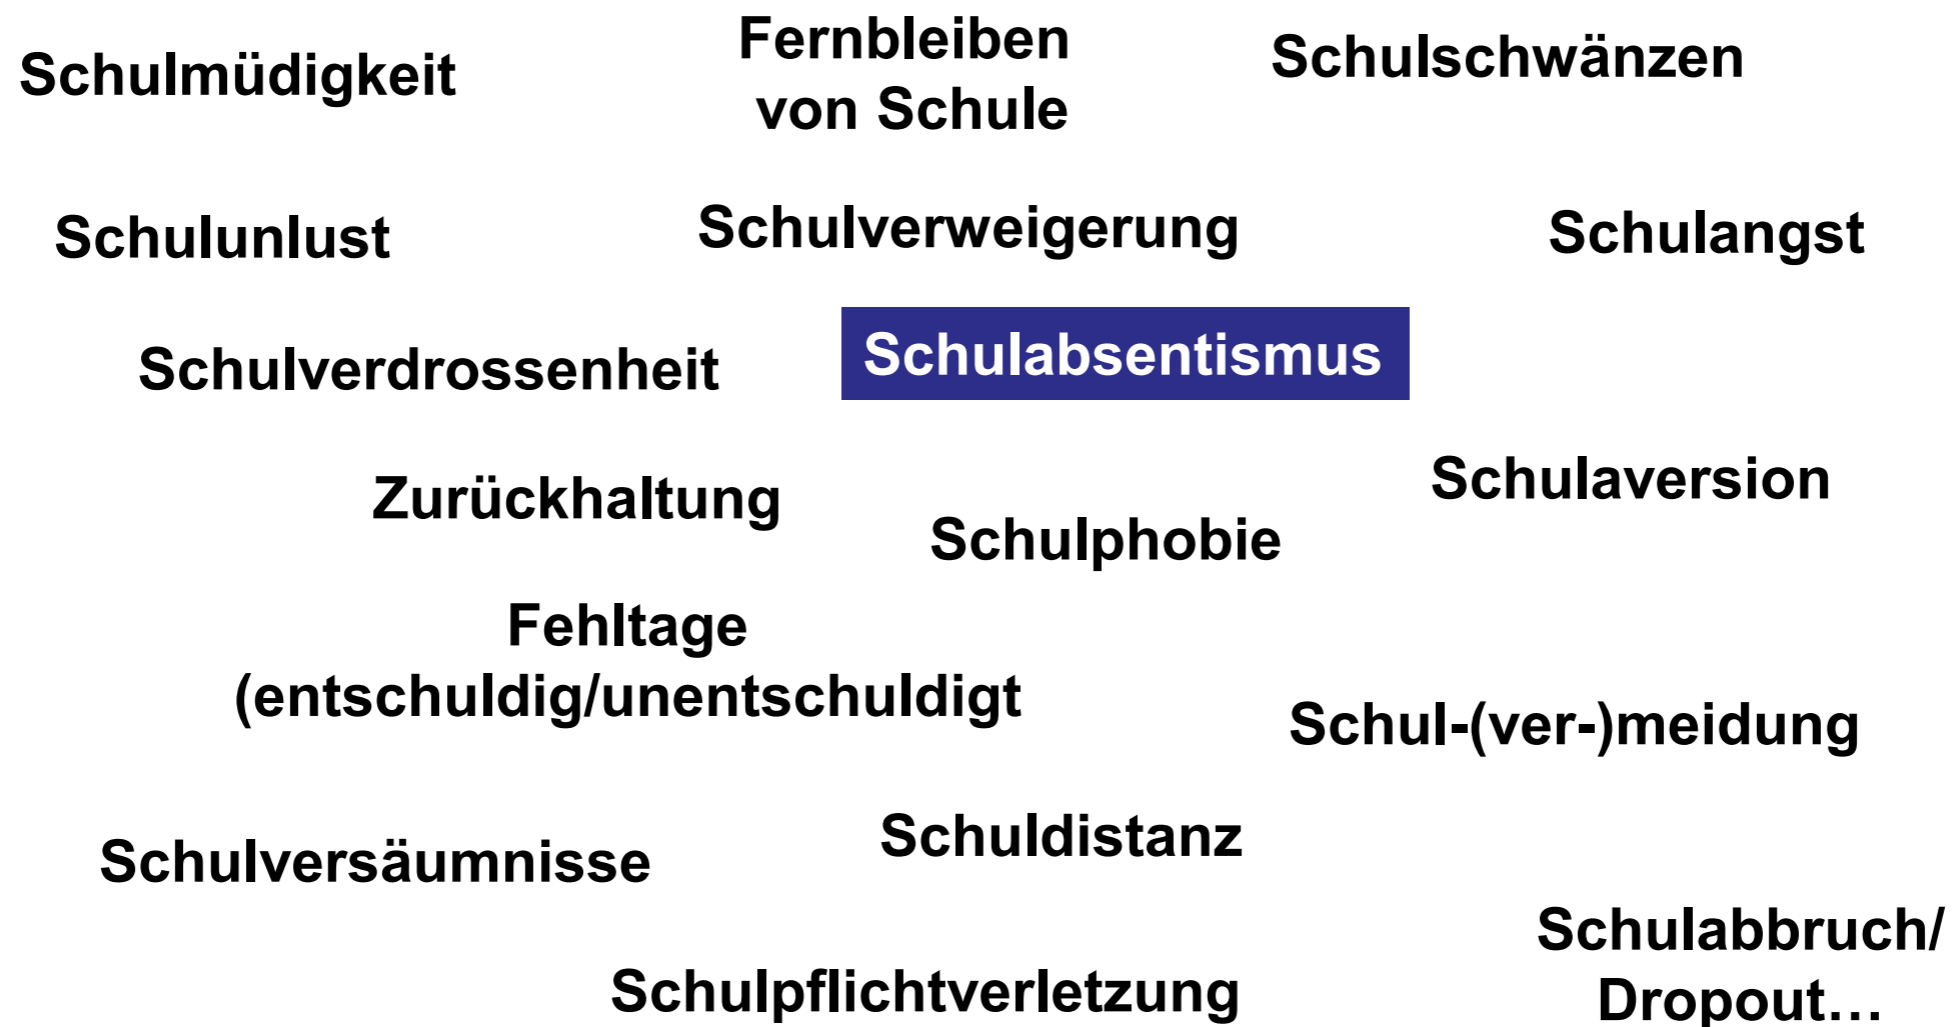 Schulmüdigkeit
Fernbleiben
von Schule
Schulschwänzen
Schulunlust
Schulverweigerung
Schulangst
Schulverdrossenheit
Schulabsentismus
Zurückhaltung
Schulaversion
Schulphobie
Fehltage
(entschuldig/unentschuldigt
Schul-(ver-)meidung
Schulversäumnisse
Schuldistanz
Schulpflichtverletzung
Schulabbruch/
Dropout…